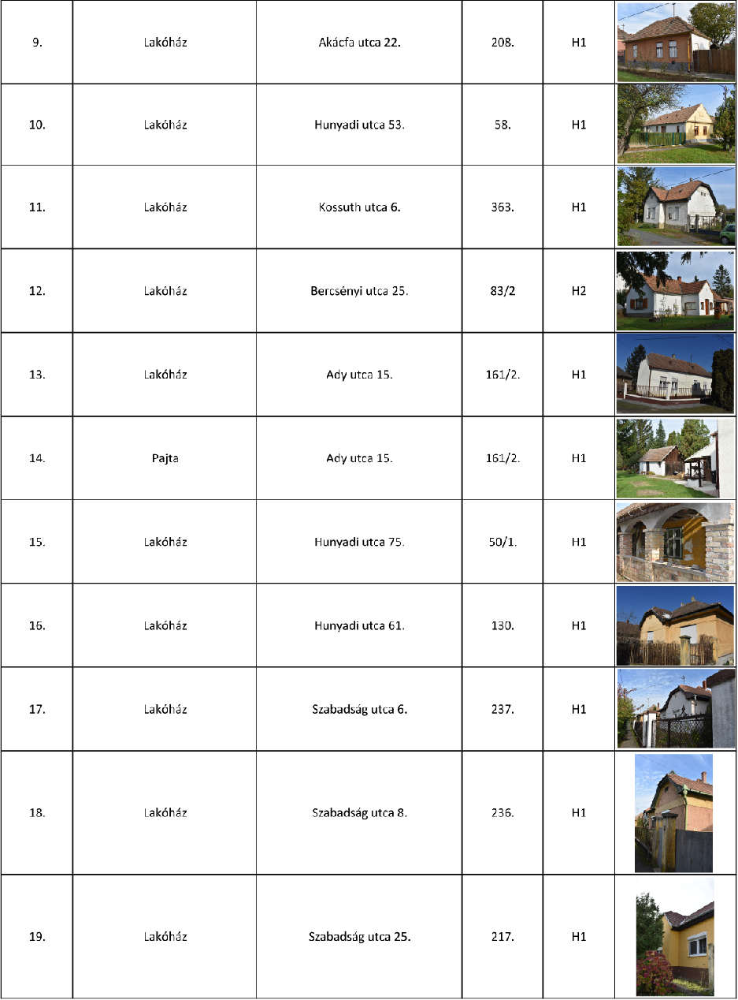 9. Lakóház Akácfa utca 22. 208. H1
10. Lakóház Hunyadi utca 53. 58. H1
11. Lakóház Kossuth utca 6. 363. H1
12. Lakóház Bercsényi utca 25. 83/2 H2
13. Lakóház Ady utca 15. 161/2. H1
14. Pajta Ady utca 15. 161/2. H1
15. Lakóház Hunyadi utca 75. 50/1. H1
16. Lakóház Hunyadi utca 61. 130. H1
17. Lakóház Szabadság utca 6. 237. H1
18. Lakóház Szabadság utca 8. 236. H1
19. Lakóház Szabadság utca 25. 217. H1